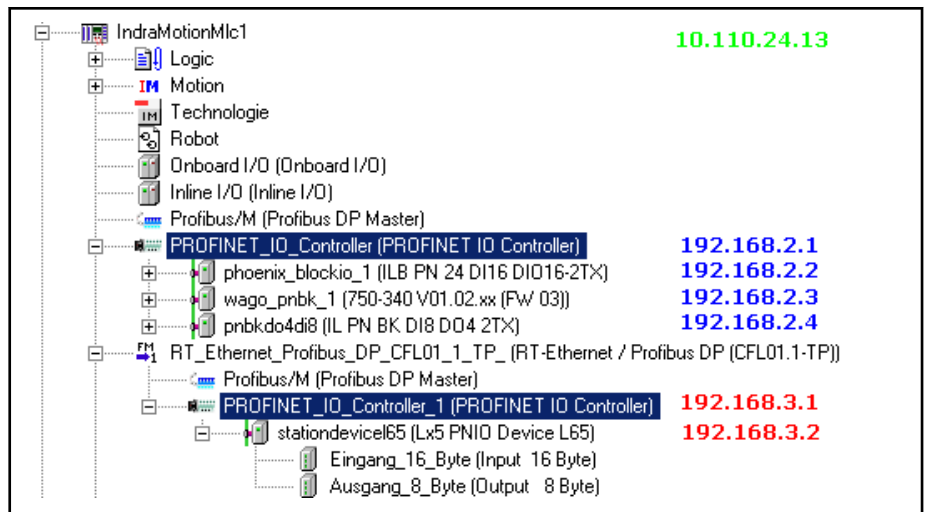 IndraMotionMlc1 10.110.24.13
Logic
IM Motion
IM Technologie
Robot
Onboard I/O (Onboard I/O)
Inline I/O (Inline I/O)
Profibus/M (Profibus DP Master)
PROFINET_IO_Controller (PROFINET IO Controller) 192.168.2.1
phoenix_blockio_1 (ILB PN 24 DI16 DIO16-2TX) 192.168.2.2
wago_pnbk_1 (750-340 V01.02.xx (FW 03)) 192.168.2.3
pnbkdo4di8 (IL PN BK DI8 DO4 2TX) 192.168.2.4
FM 1 RT_Ethernet_Profibus_DP_CFL01_1_TP_ (RT-Ethernet / Profibus DP (CFL01.1-TP))
Profibus/M (Profibus DP Master)
PROFINET_IO_Controller_1 (PROFINET IO Controller) 192.168.3.1
stationdevicel65 (Lx5 PNIO Device L65) 192.168.3.2
Eingang_16_Byte (Input 16 Byte)
Ausgang_8_Byte (Output 8 Byte)